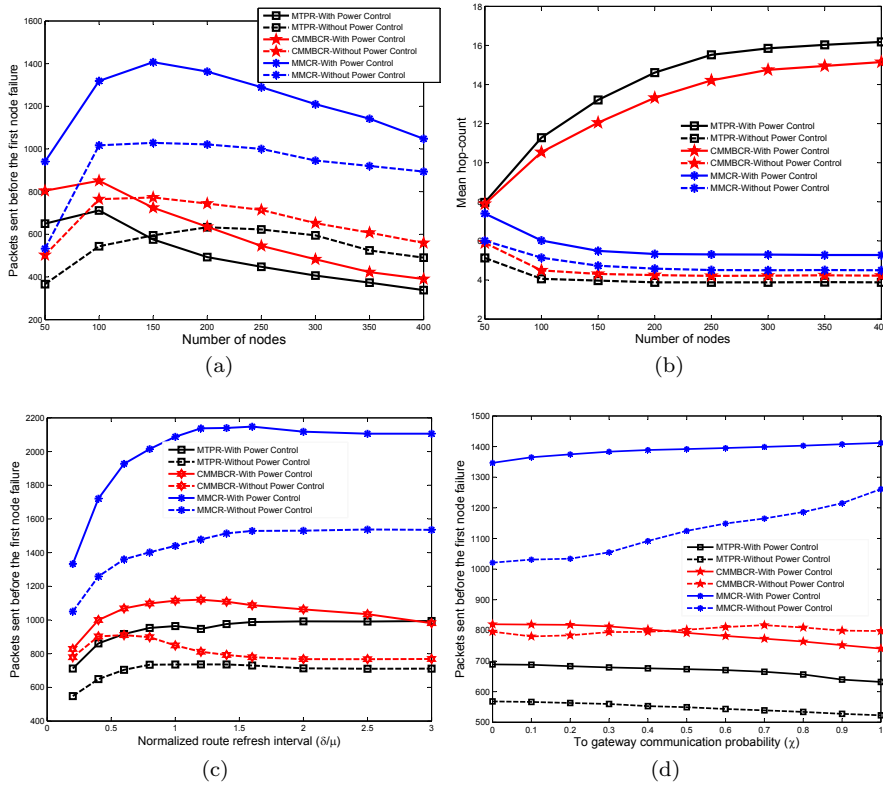 1600
1400
1200
1000
800
600
400
200
50
100
150
200
250
300
350
400
Packets sent before the first node failure
Number of nodes
MTPR-With Power Control
MTPR-Without Power Control
CMMBCR-With Power Control
CMMBCR-Without Power Control
MMCR-With Power Control
MMCR-Without Power Control
(a)
18
16
14
12
10
8
6
4
2
50
100
150
200
250
300
350
400
Mean hop-count
Number of nodes
MTPR-With Power Control
MTPR-Without Power Control
CMMBCR-With Power Control
CMMBCR-Without Power Control
MMCR-With Power Control
MMCR-Without Power Control
(b)
2200
2000
1800
1600
1400
1200
1000
800
600
400
0
0.5
1
1.5
2
2.5
3
Packets sent before the first node failure
Normalized route refresh interval (δ/μ)
MTPR-With Power Control
MTPR-Without Power Control
CMMBCR-With Power Control
CMMBCR-Without Power Control
MMCR-With Power Control
MMCR-Without Power Control
(c)
1500
1400
1300
1200
1100
1000
900
800
700
600
500
0
0.1
0.2
0.3
0.4
0.5
0.6
0.7
0.8
0.9
1
Packets sent before the first node failure
To gateway communication probability (χ)
MTPR-With Power Control
MTPR-Without Power Control
CMMBCR-With Power Control
CMMBCR-Without Power Control
MMCR-With Power Control
MMCR-Without Power Control
(d)